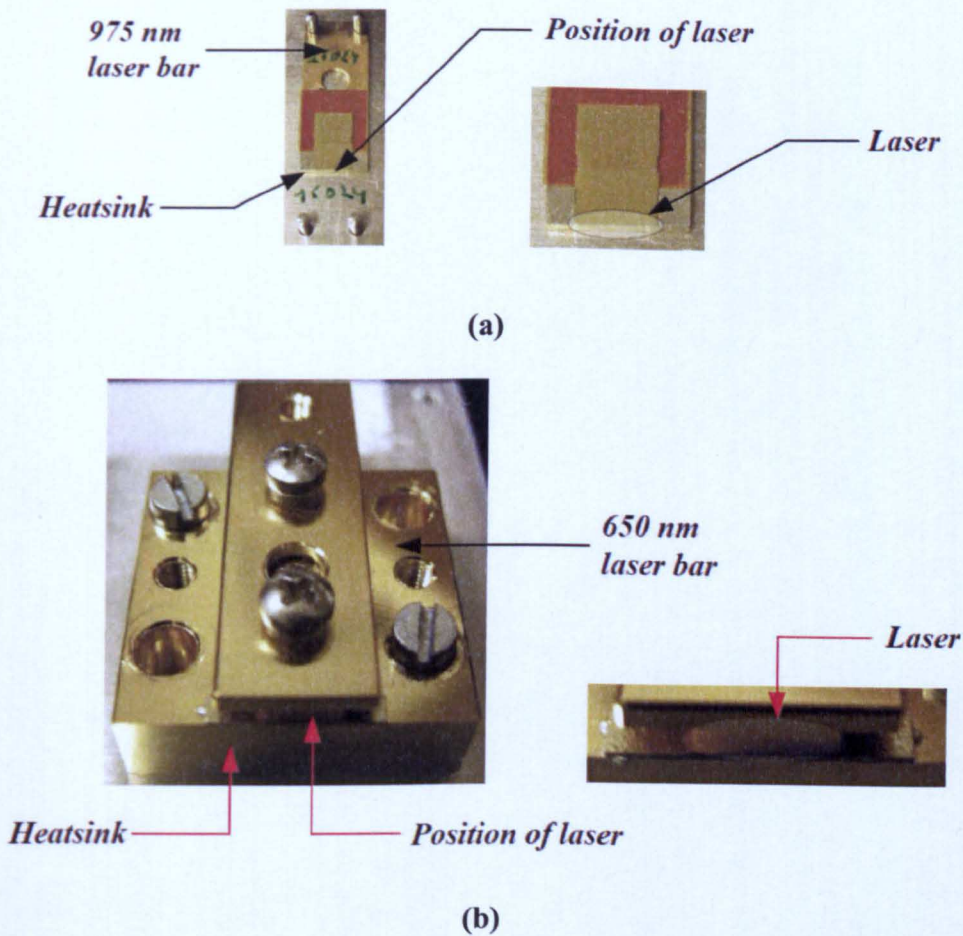 975 nm
laser bar
Position of laser
Laser
Heatsink
(a)
650 nm
laser bar
Laser
Heatsink
Position of laser
(b)